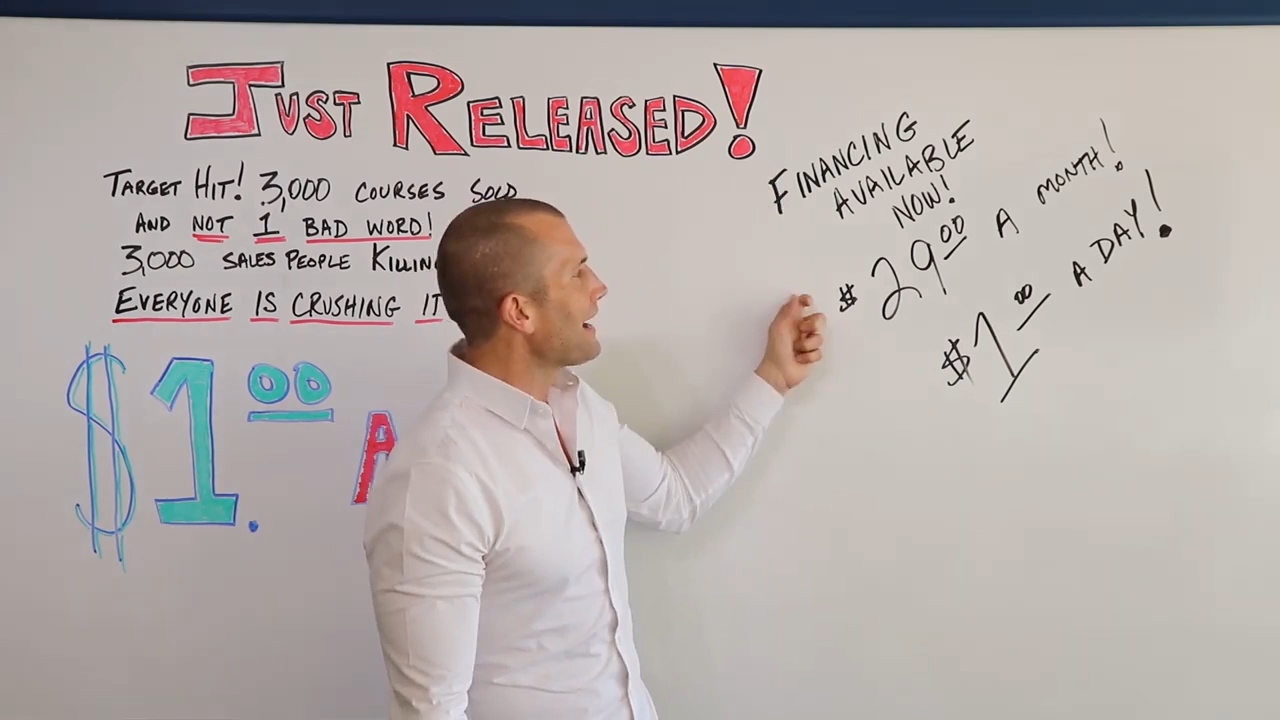 JUST RELEASED!
TARGET HIT! 3,000 COURSES SOLD
AND NOT 1 BAD WORD!
3,000 SALES PEOPLE
EVERYONE IS CRUSHING IT
$1.00 A
FINANCING
AVAILABLE
NOW!
$29.00 A MONTH!
$1.00 A DAY!